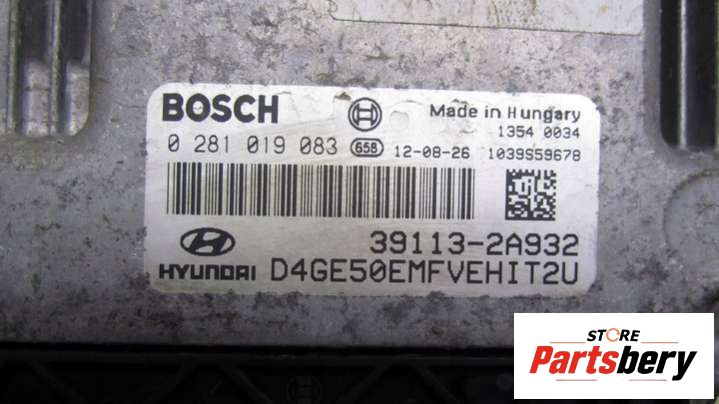 BOSCH
Made in Hungary
1354 0034
0 281 019 083 658 12-08-26 1039S59678
39113-2A932
HYUNDAI D4GE50EMFVEHIT2U
STORE
Partsbery